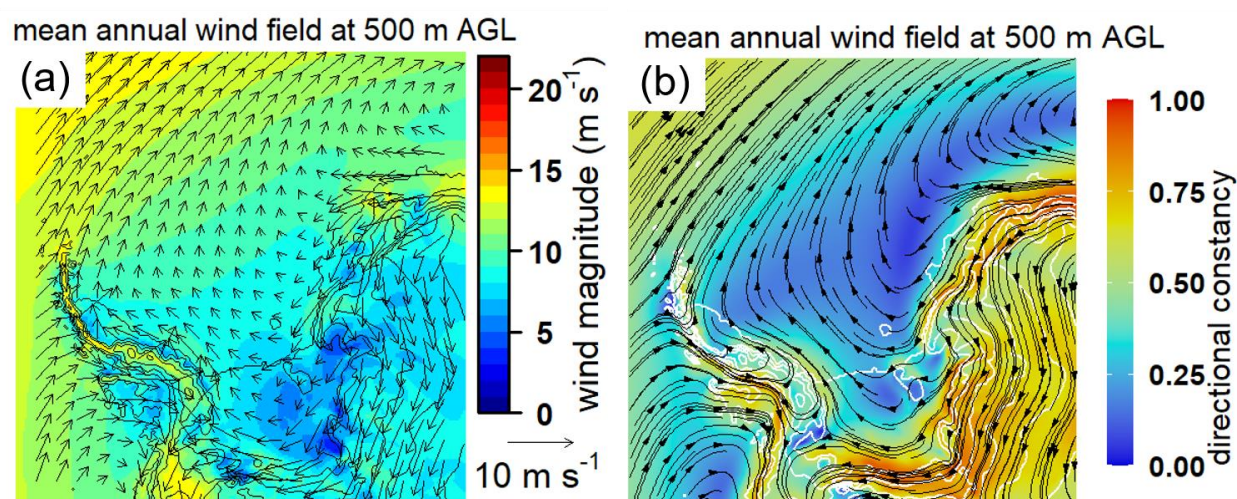 mean annual wind field at 500 m AGL
(a)
20
15
10
5
0
wind magnitude (m s⁻¹)
10 m s⁻¹
mean annual wind field at 500 m AGL
(b)
1.00
0.75
0.50
0.25
0.00
directional constancy